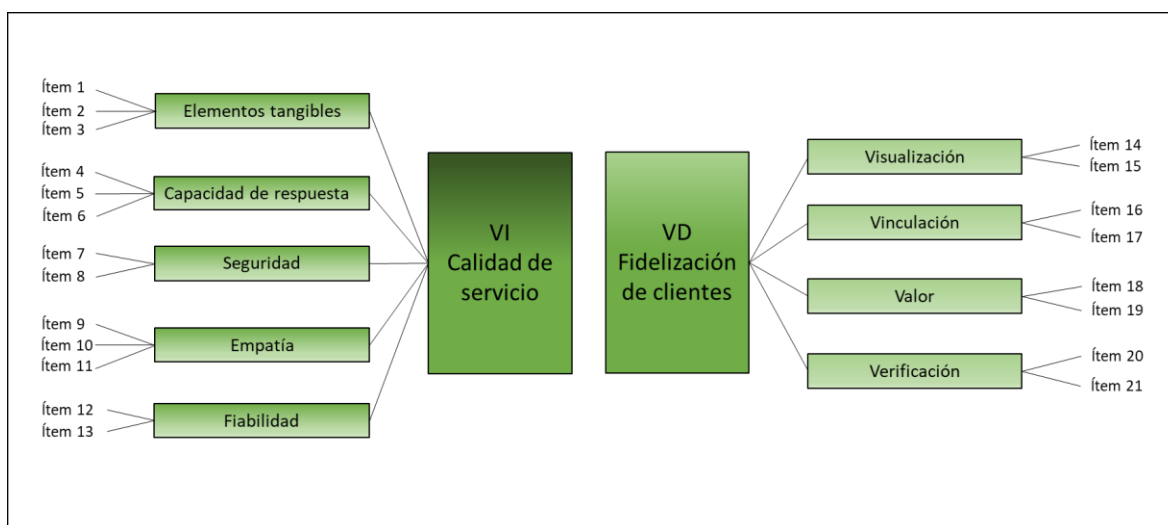 Ítem 1
Ítem 2
Ítem 3
Elementos tangibles
Ítem 4
Ítem 5
Ítem 6
Capacidad de respuesta
Ítem 7
Ítem 8
Seguridad
Ítem 9
Ítem 10
Ítem 11
Empatía
Ítem 12
Ítem 13
Fiabilidad
VI
Calidad de
servicio
VD
Fidelización
de clientes
Visualización
Ítem 14
Ítem 15
Vinculación
Ítem 16
Ítem 17
Valor
Ítem 18
Ítem 19
Verificación
Ítem 20
Ítem 21